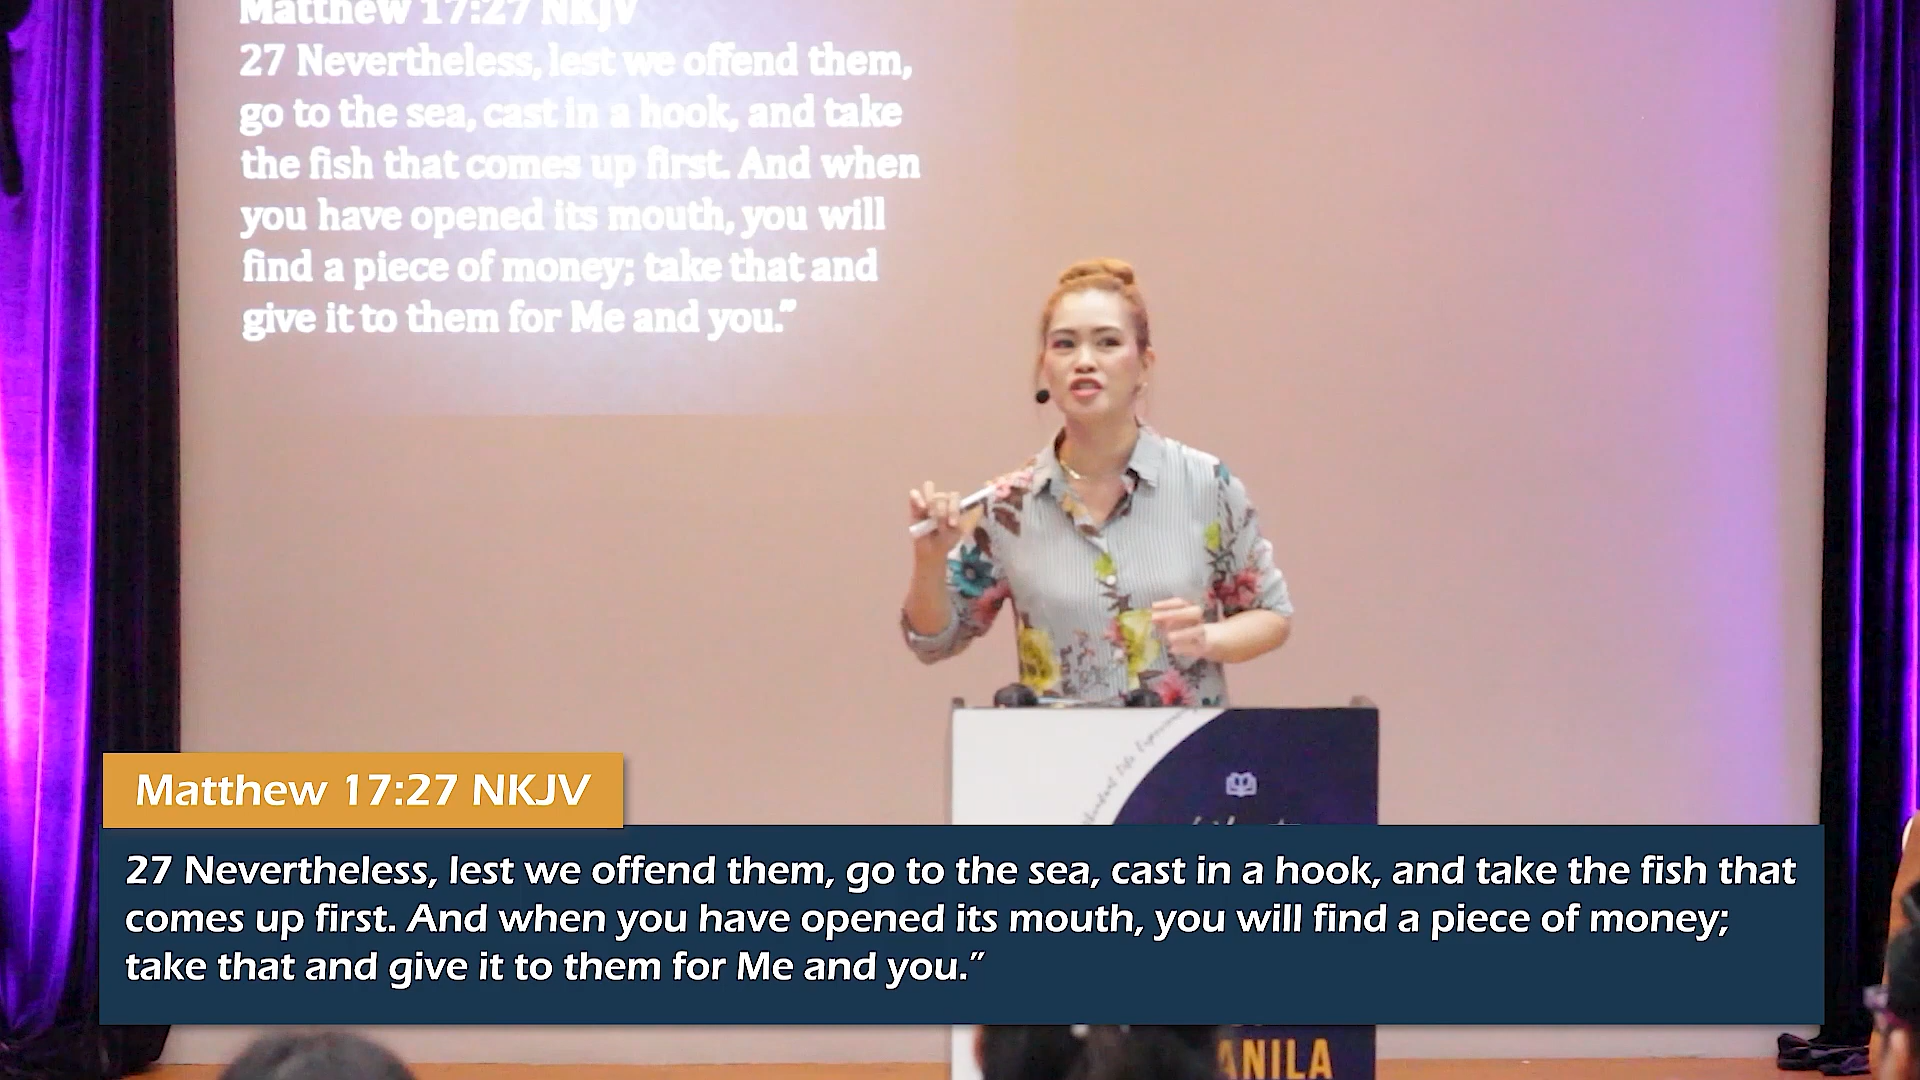 Matthew 17:27 NKJV
27 Nevertheless, lest we offend them,
go to the sea, cast in a hook, and take
the fish that comes up first. And when
you have opened its mouth, you will
find a piece of money; take that and
give it to them for Me and you.”
Matthew 17:27 NKJV
27 Nevertheless, lest we offend them, go to the sea, cast in a hook, and take the fish that
comes up first. And when you have opened its mouth, you will find a piece of money;
take that and give it to them for Me and you.”
ANILA